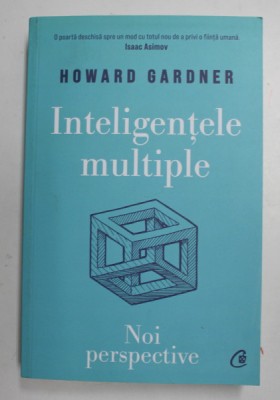 O poartă deschisă spre un mod cu totul nou de a privi o ființă umană.
Isaac Asimov
HOWARD GARDNER
Inteligențele
multiple
Noi
perspective